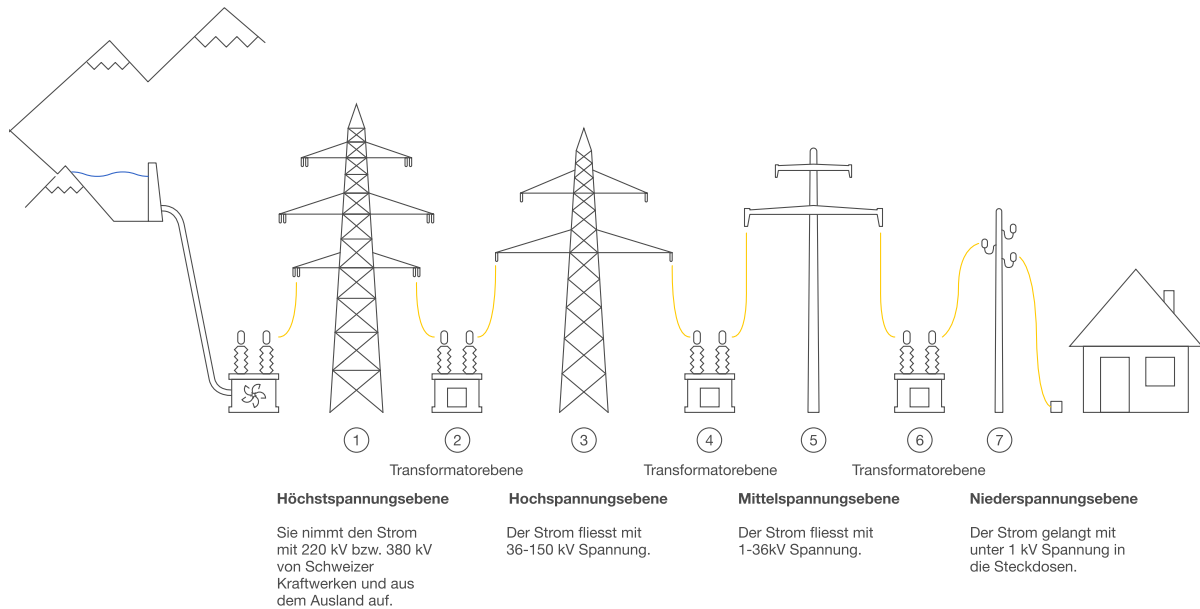 1
2
3
4
5
6
7
Transformatorebene
Transformatorebene
Transformatorebene
Höchstspannungsebene
Sie nimmt den Strom
mit 220 kV bzw. 380 kV
von Schweizer
Kraftwerken und aus
dem Ausland auf.
Hochspannungsebene
Der Strom fliesst mit
36-150 kV Spannung.
Mittelspannungsebene
Der Strom fliesst mit
1-36kV Spannung.
Niederspannungsebene
Der Strom gelangt mit
unter 1 kV Spannung in
die Steckdosen.